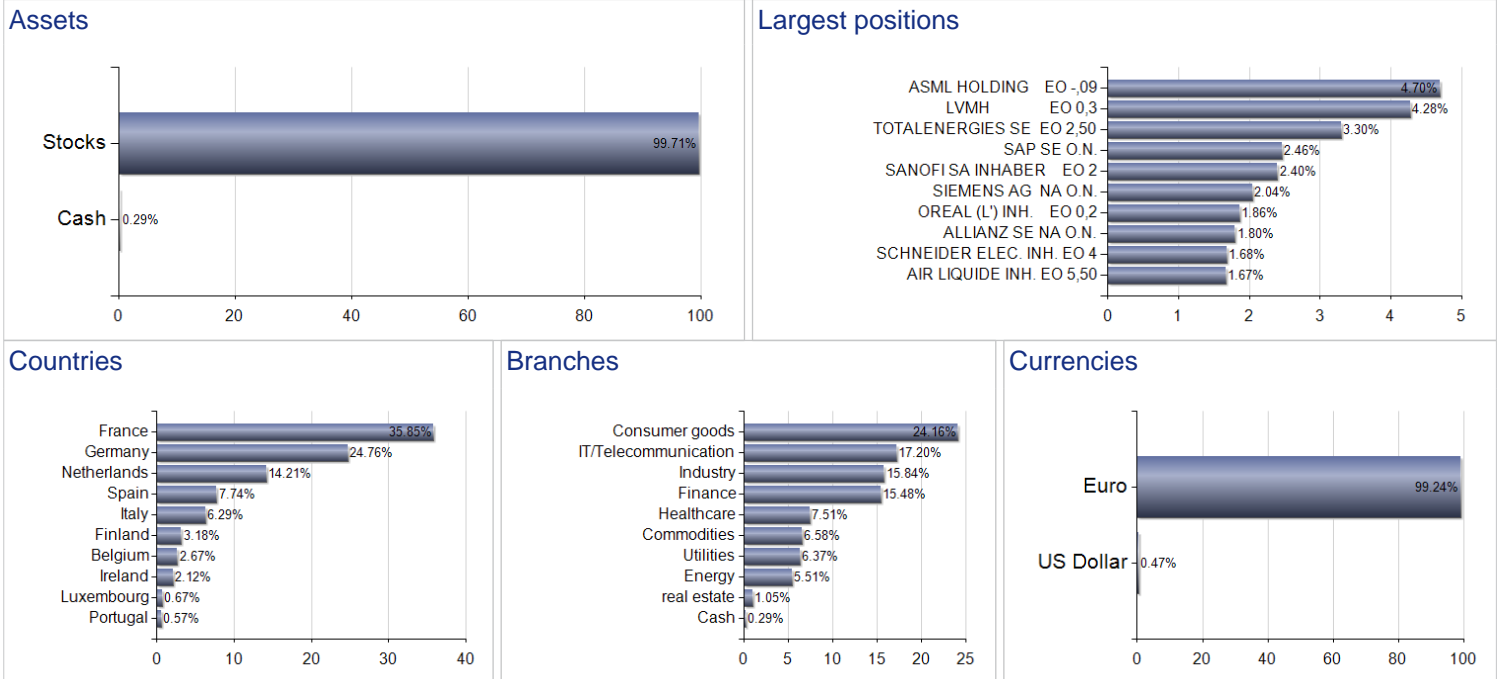 Assets
Stocks 99.71%
Cash 0.29%
0 20 40 60 80 100
Largest positions
ASML HOLDING EO -,09 4.70%
LVMH EO 0,3 4.28%
TOTALENERGIES SE EO 2,50 3.30%
SAP SE O.N. 2.46%
SANOFI SA INHABER EO 2 2.40%
SIEMENS AG NA O.N. 2.04%
OREAL (L') INH. EO 0,2 1.86%
ALLIANZ SE NA O.N. 1.80%
SCHNEIDER ELEC. INH. EO 4 1.68%
AIR LIQUIDE INH. EO 5,50 1.67%
0 1 2 3 4 5
Countries
France 35.85%
Germany 24.76%
Netherlands 14.21%
Spain 7.74%
Italy 6.29%
Finland 3.18%
Belgium 2.67%
Ireland 2.12%
Luxembourg 0.67%
Portugal 0.57%
0 10 20 30 40
Branches
Consumer goods 24.16%
IT/Telecommunication 17.20%
Industry 15.84%
Finance 15.48%
Healthcare 7.51%
Commodities 6.58%
Utilities 6.37%
Energy 5.51%
real estate 1.05%
Cash 0.29%
0 5 10 15 20 25
Currencies
Euro 99.24%
US Dollar 0.47%
0 20 40 60 80 100